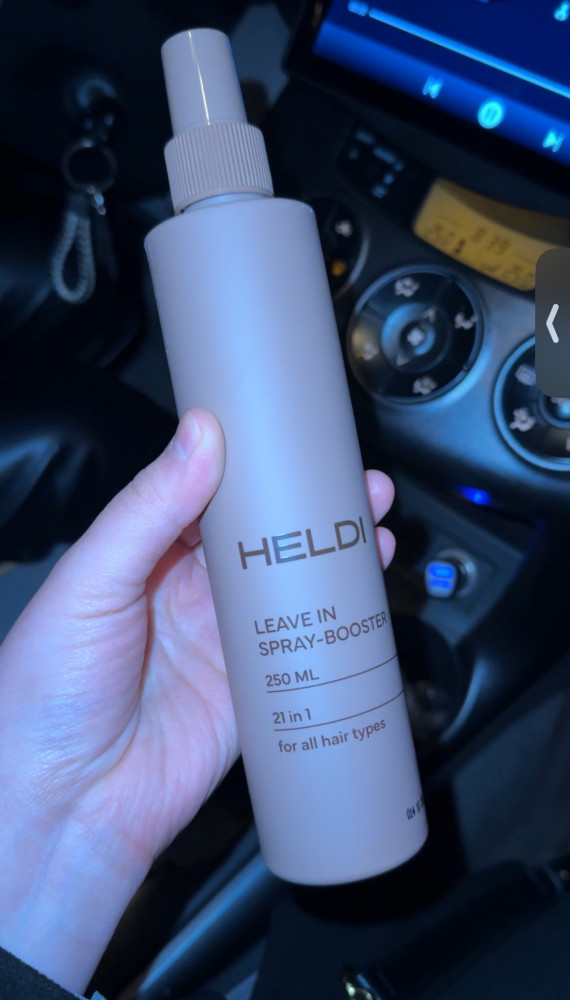 HELDI
LEAVE IN
SPRAY-BOOSTER
250 ML
21 in 1
for all hair types